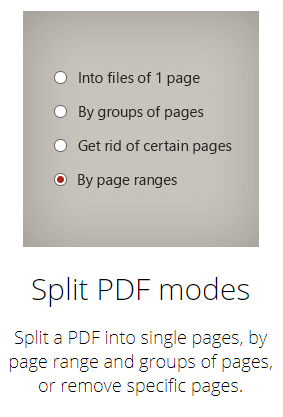 Into files of 1 page
By groups of pages
Get rid of certain pages
By page ranges
Split PDF modes
Split a PDF into single pages, by
page range and groups of pages,
or remove specific pages.